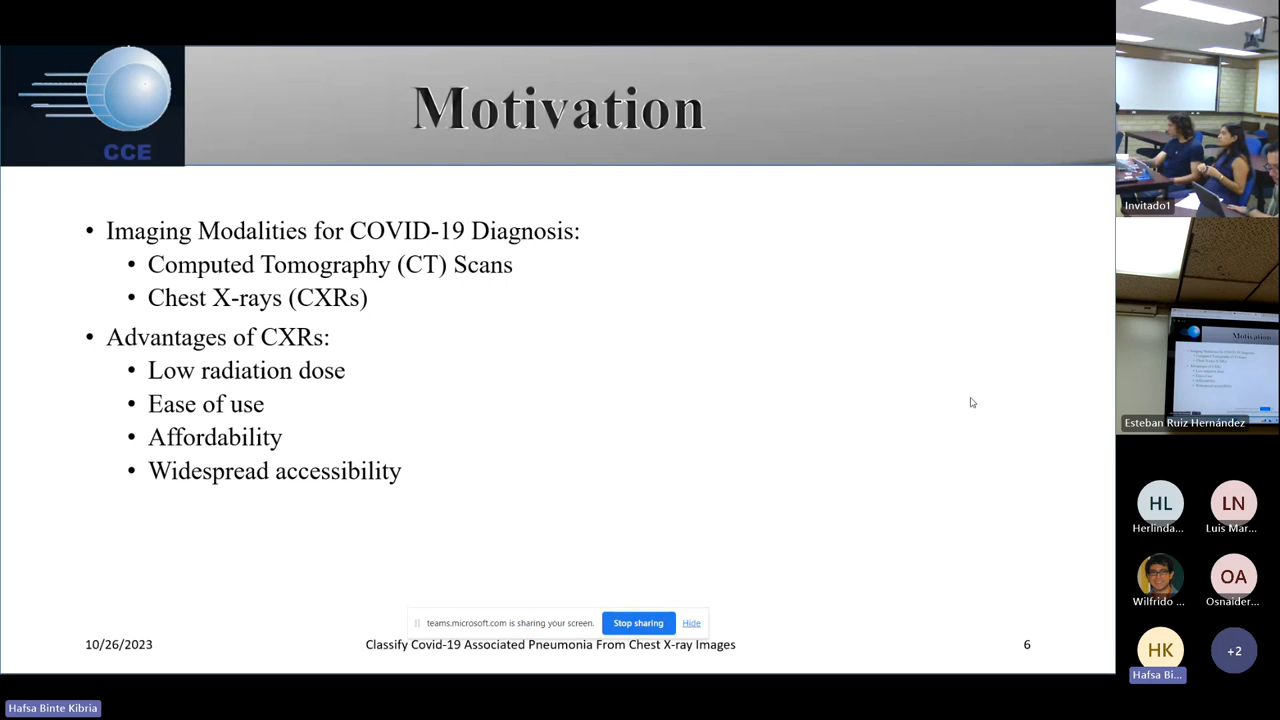 CCE
Motivation
• Imaging Modalities for COVID-19 Diagnosis:
• Computed Tomography (CT) Scans
• Chest X-rays (CXRs)
• Advantages of CXRs:
• Low radiation dose
• Ease of use
• Affordability
• Widespread accessibility
teams.microsoft.com is sharing your screen.
Stop sharing
Hide
10/26/2023
Classify Covid-19 Associated Pneumonia From Chest X-ray Images
6
Hafsa Binte Kibria
Invitado1
Motivation
Esteban Ruiz Hernández
HL
LN
Herlinda...
Luis Mar...
OA
Wilfrido ...
Osnaider...
HK
+2
Hafsa Bi...